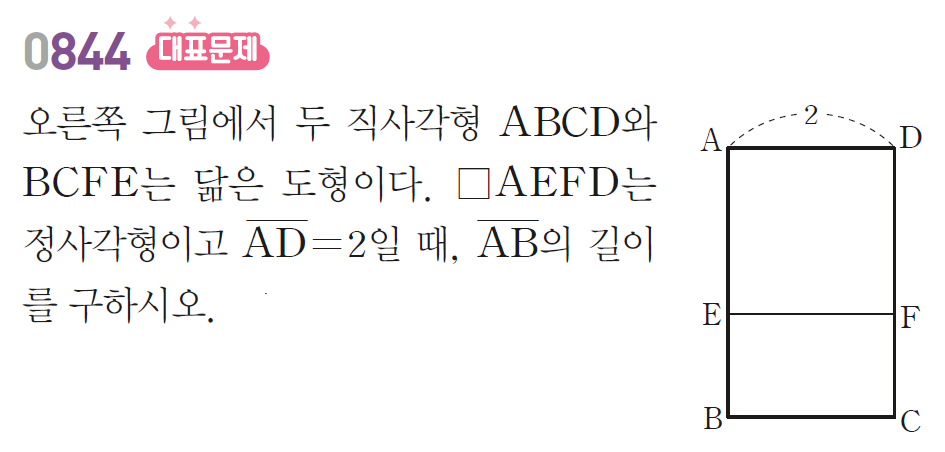 0844 대표문제
오른쪽 그림에서 두 직사각형 ABCD와
BCFE는 닮은 도형이다. □AEFD는
정사각형이고 \overline{AD}=2일 때, \overline{AB}의 길이
를 구하시오.
2
A
D
E
F
B
C